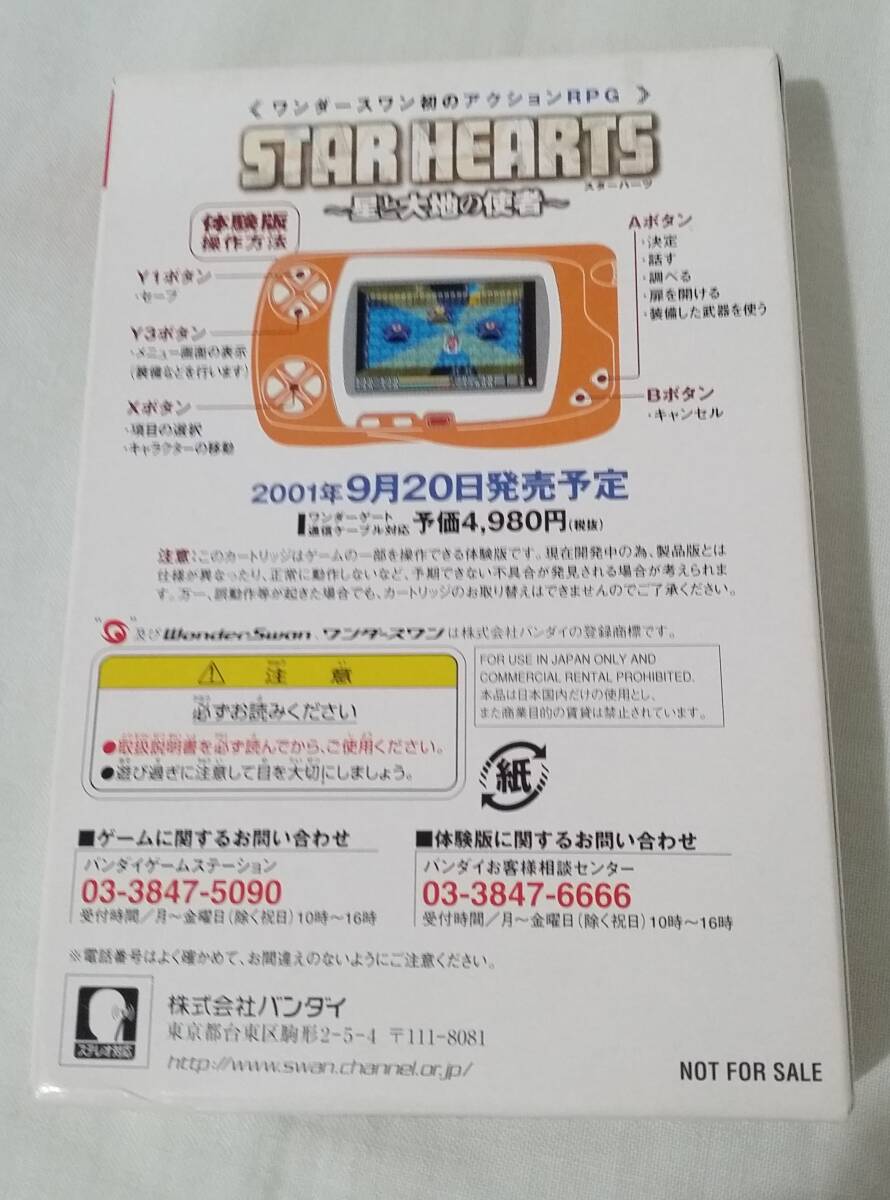 《 ワンダースワン初のアクションRPG 》
STAR HEARTS
スターハーツ
〜星と大地の使者〜
体験版
操作方法
Y1ボタン
・セーブ
Y3ボタン
・メニュー画面の表示
(装備などを行います)
Xボタン
・項目の選択
・キャラクターの移動
Aボタン
・決定
・話す
・調べる
・扉を開ける
・装備した武器を使う
Bボタン
・キャンセル
2001年9月20日発売予定
ワンダーゲート
通信ケーブル対応 予価4,980円(税抜)
注意:このカートリッジはゲームの一部を操作できる体験版です。現在開発中の為、製品版とは
仕様が異なったり、正常に動作しないなど、予期できない不具合が発見される場合が考えられま
す。万一、誤動作等が起きた場合でも、カートリッジのお取り替えはできませんのでご了承ください。
" "及びWonderSwan、ワンダースワンは株式会社バンダイの登録商標です。
注意
必ずお読みください
●取扱説明書を必ず読んでから、ご使用ください。
●遊び過ぎに注意して目を大切にしましょう。
FOR USE IN JAPAN ONLY AND
COMMERCIAL RENTAL PROHIBITED.
本品は日本国内だけの使用とし、
また商業目的の賃貸は禁止されています。
紙
■ゲームに関するお問い合わせ
バンダイゲームステーション
03-3847-5090
受付時間/月〜金曜日(除く祝日)10時〜16時
■体験版に関するお問い合わせ
バンダイお客様相談センター
03-3847-6666
受付時間/月〜金曜日(除く祝日)10時〜16時
※電話番号はよく確かめて、お間違えのないようにご注意ください。
ステレオ対応
株式会社バンダイ
東京都台東区駒形2-5-4 〒111-8081
http://www.swan.channel.or.jp/
NOT FOR SALE